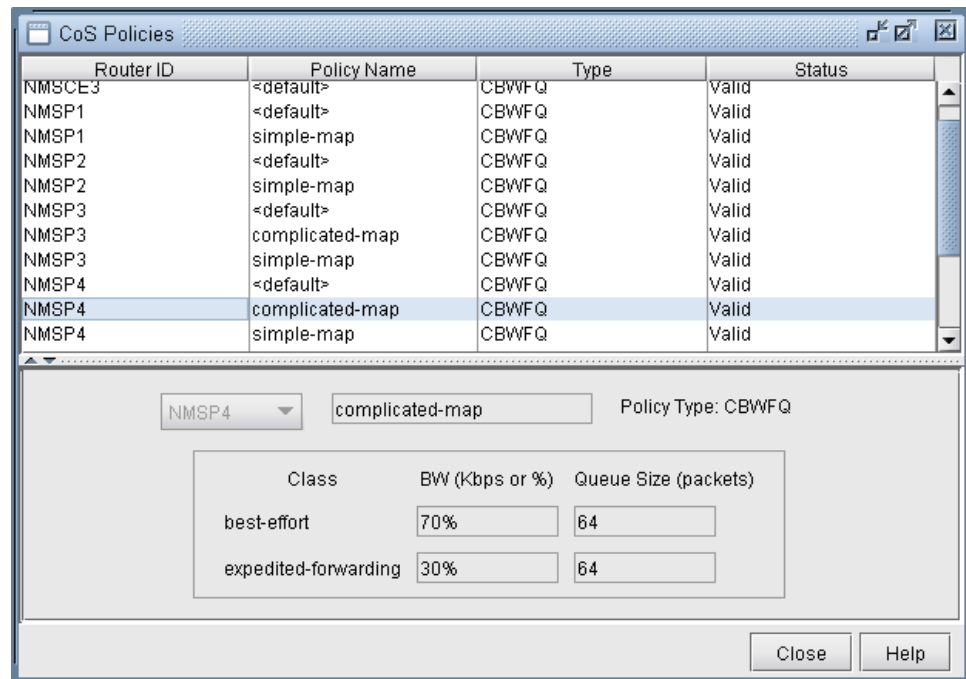 CoS Policies
Router ID Policy Name Type Status
NMSCE3 <default> CBWFQ Valid
NMSP1 <default> CBWFQ Valid
NMSP1 simple-map CBWFQ Valid
NMSP2 <default> CBWFQ Valid
NMSP2 simple-map CBWFQ Valid
NMSP3 <default> CBWFQ Valid
NMSP3 complicated-map CBWFQ Valid
NMSP3 simple-map CBWFQ Valid
NMSP4 <default> CBWFQ Valid
NMSP4 complicated-map CBWFQ Valid
NMSP4 simple-map CBWFQ Valid
NMSP4 complicated-map Policy Type: CBWFQ
Class BW (Kbps or %) Queue Size (packets)
best-effort 70% 64
expedited-forwarding 30% 64
Close Help